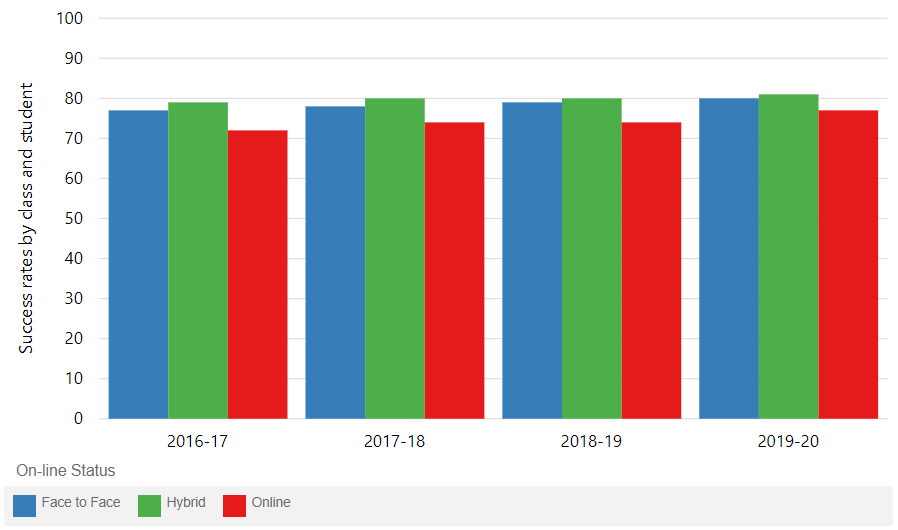 Success rates by class and student
100
90
80
70
60
50
40
30
20
10
0
2016-17 2017-18 2018-19 2019-20
On-line Status
Face to Face Hybrid Online